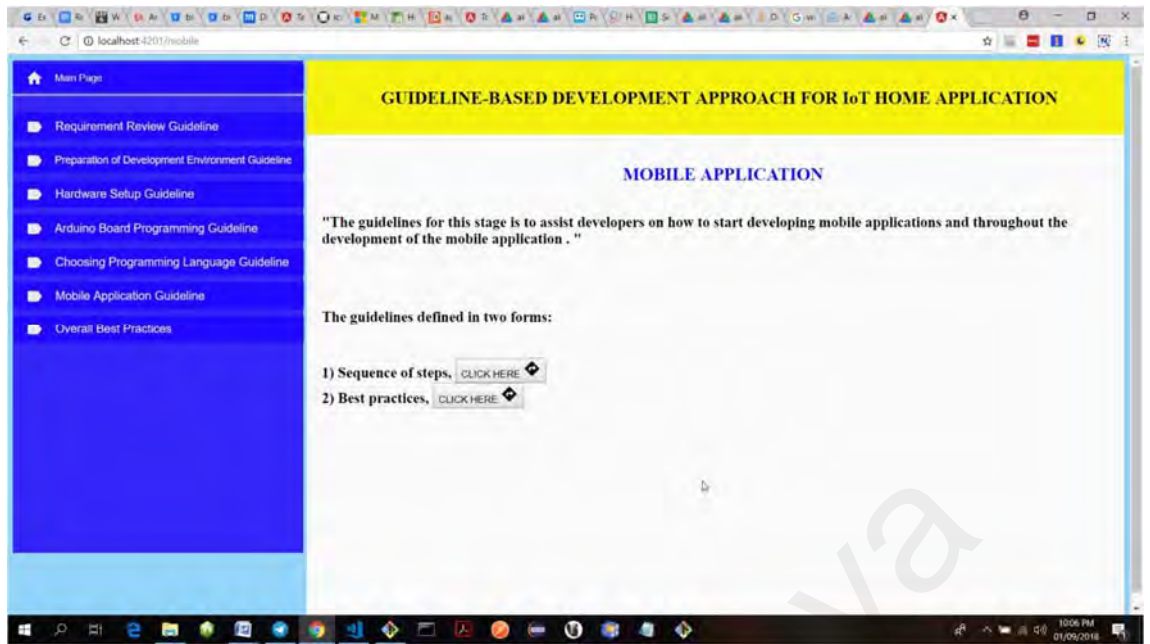 localhost:4201/mobile
Main Page
Requirement Review Guideline
Preparation of Development Environment Guideline
Hardware Setup Guideline
Arduino Board Programming Guideline
Choosing Programming Language Guideline
Mobile Application Guideline
Overall Best Practices
GUIDELINE-BASED DEVELOPMENT APPROACH FOR IoT HOME APPLICATION
MOBILE APPLICATION
"The guidelines for this stage is to assist developers on how to start developing mobile applications and throughout the
development of the mobile application . "
The guidelines defined in two forms:
1) Sequence of steps, CLICK HERE
2) Best practices, CLICK HERE
10:06 PM
01/09/2018